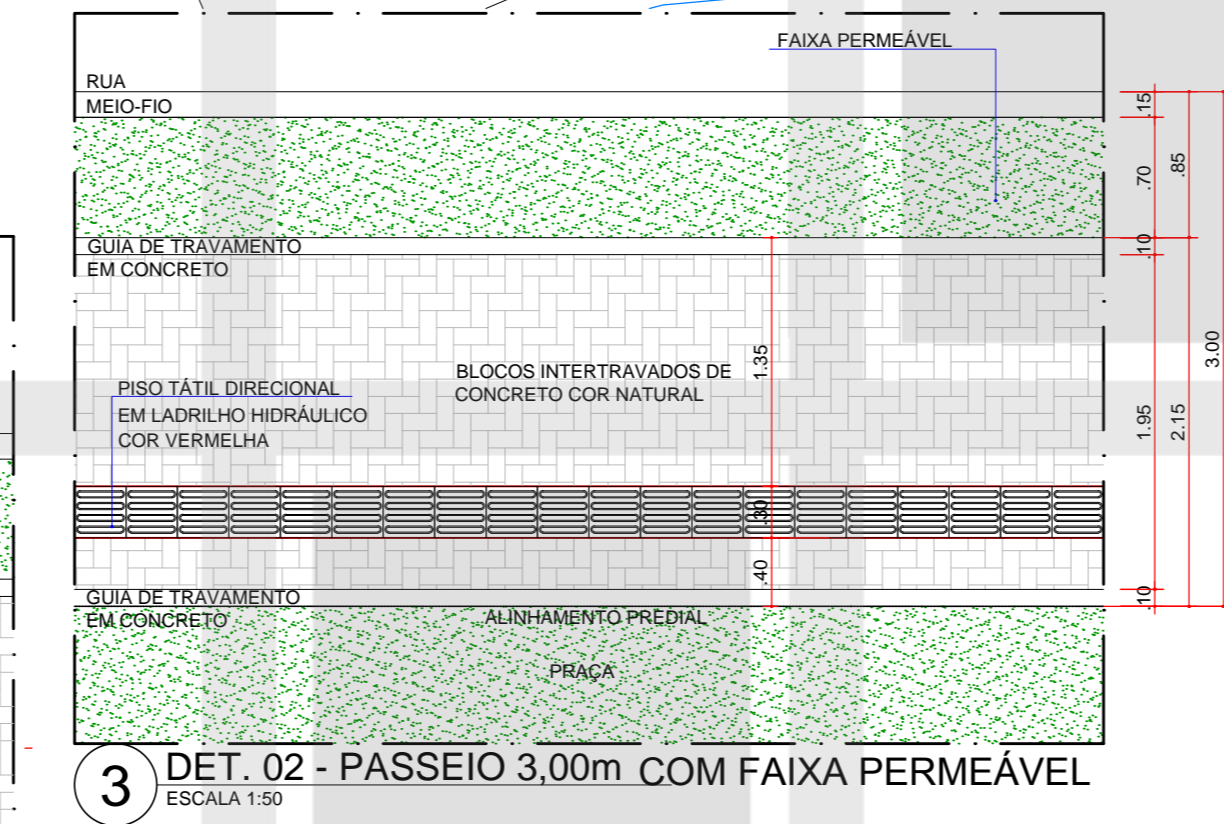 FAIXA PERMEÁVEL
RUA
MEIO-FIO
.15
.70
.85
GUIA DE TRAVAMENTO
EM CONCRETO
.10
1.35
3.00
BLOCOS INTERTRAVADOS DE
CONCRETO COR NATURAL
PISO TÁTIL DIRECIONAL
EM LADRILHO HIDRÁULICO
COR VERMELHA
1.95
2.15
.30
.40
GUIA DE TRAVAMENTO
EM CONCRETO
.10
ALINHAMENTO PREDIAL
PRAÇA
3
DET. 02 - PASSEIO 3,00m COM FAIXA PERMEÁVEL
ESCALA 1:50